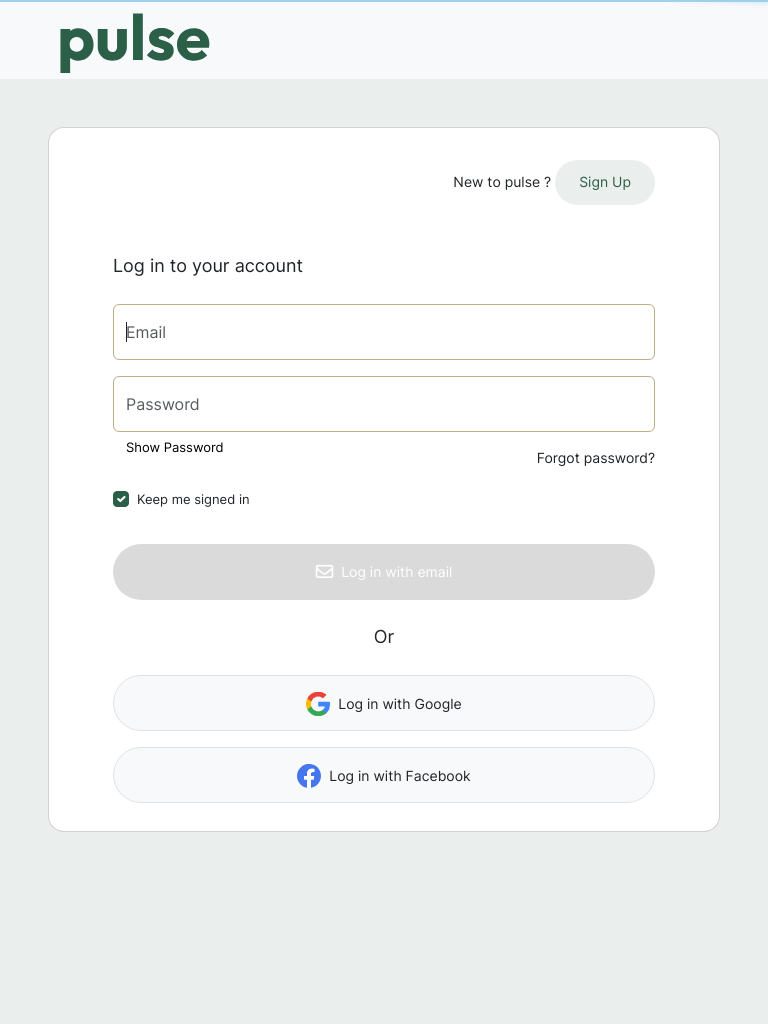 pulse
New to pulse ? Sign Up
Log in to your account
Email
Password
Show Password
Forgot password?
Keep me signed in
Log in with email
Or
Log in with Google
Log in with Facebook